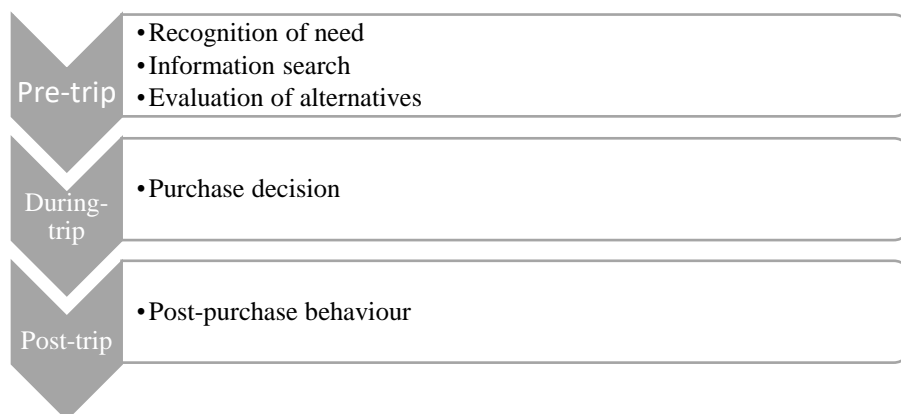 Pre-trip
•Recognition of need
•Information search
•Evaluation of alternatives
During-
trip
•Purchase decision
Post-trip
•Post-purchase behaviour